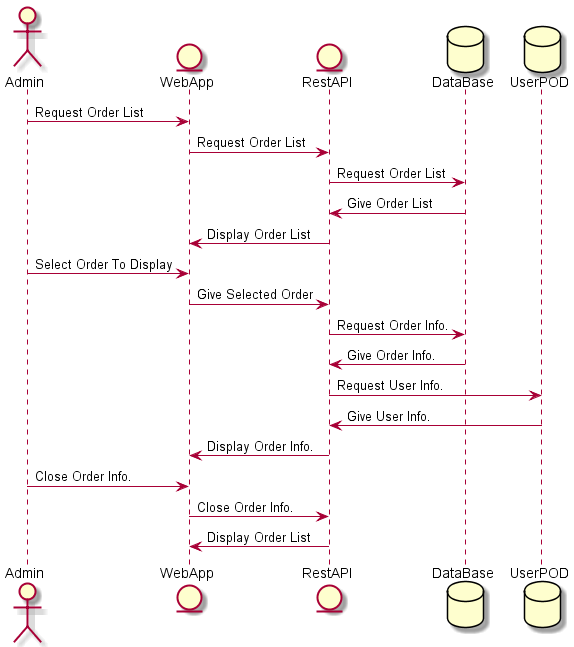 Admin WebApp RestAPI DataBase UserPOD
Request Order List
Request Order List
Request Order List
Give Order List
Display Order List
Select Order To Display
Give Selected Order
Request Order Info.
Give Order Info.
Request User Info.
Give User Info.
Display Order Info.
Close Order Info.
Close Order Info.
Display Order List
Admin WebApp RestAPI DataBase UserPOD